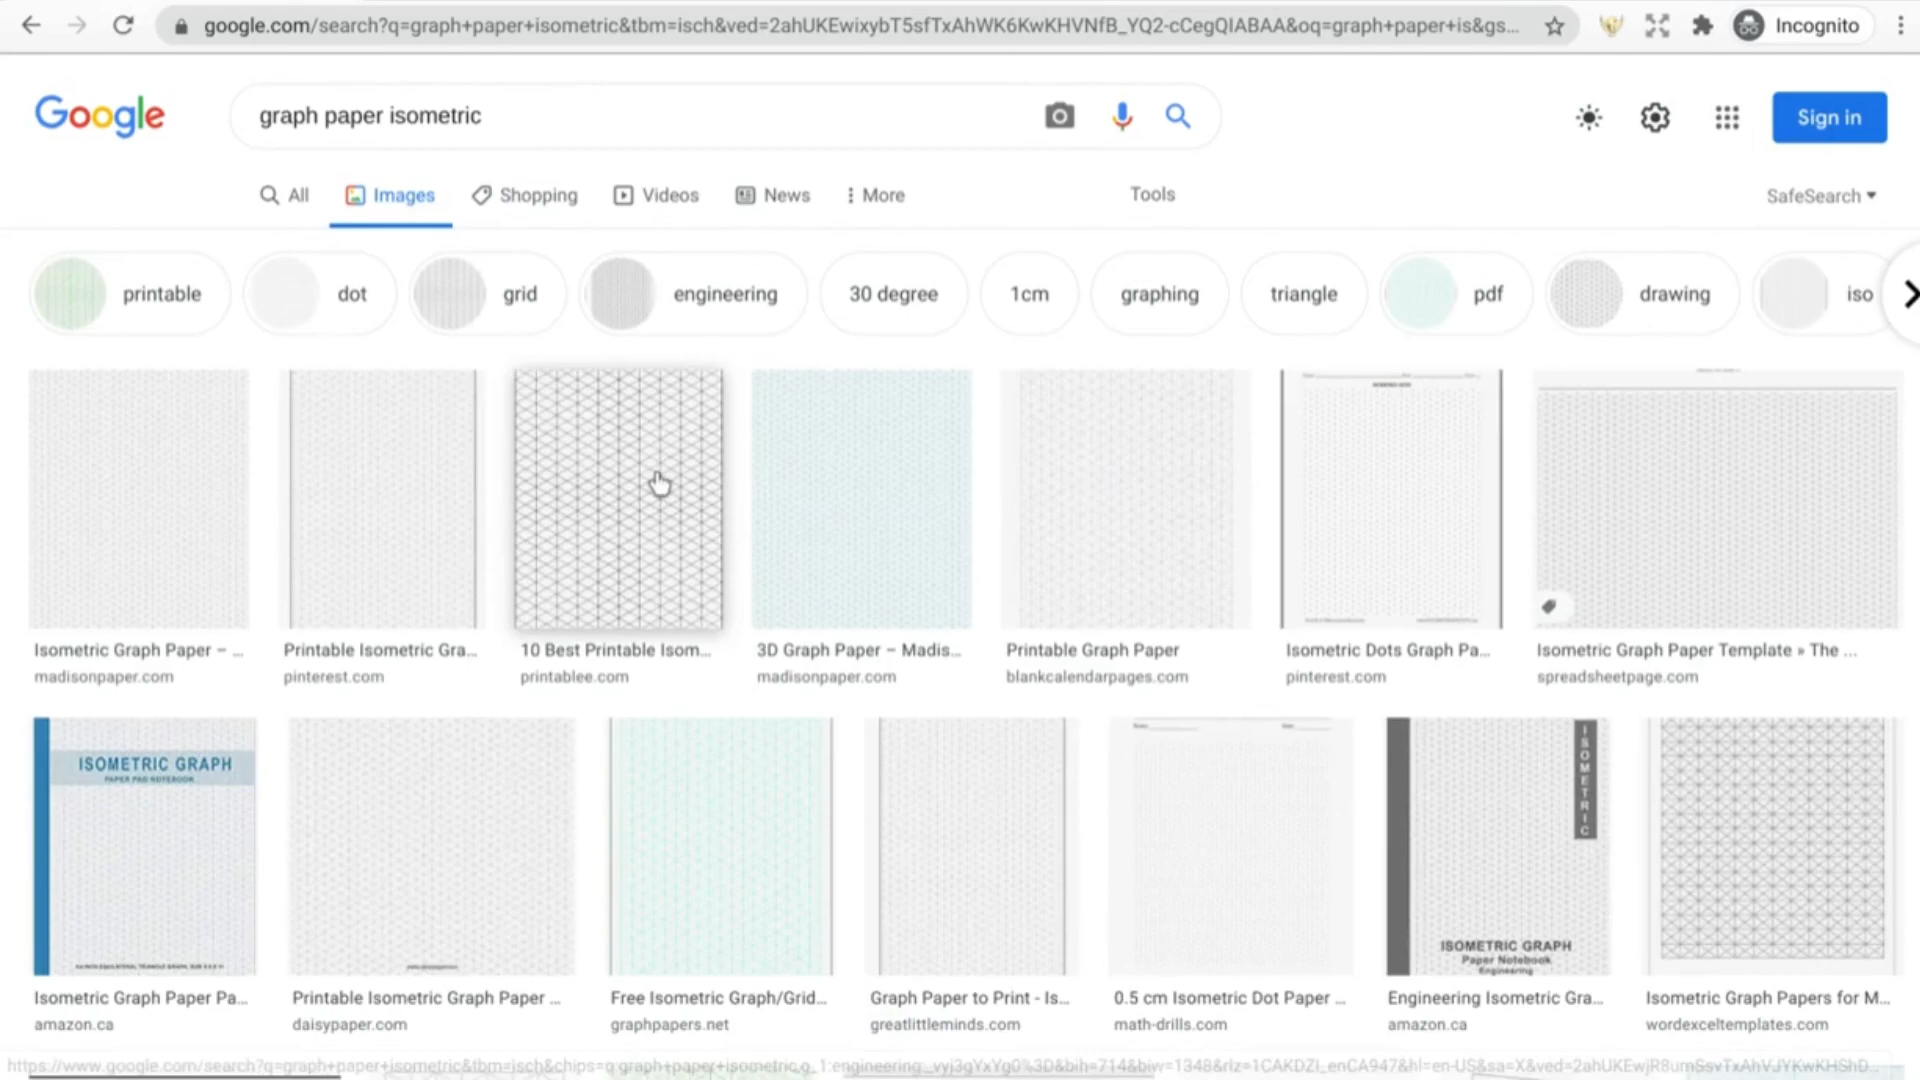 google.com/search?q=graph+paper+isometric&tbm=isch&ved=2ahUKEwixybT5sfTxAhWK6KwKHVNfB_YQ2-cCegQIABAA&oq=graph+paper+is&gs...
Incognito
Google
graph paper isometric
Sign in
All
Images
Shopping
Videos
News
More
Tools
SafeSearch
printable
dot
grid
engineering
30 degree
1cm
graphing
triangle
pdf
drawing
iso
Isometric Graph Paper – ...
Printable Isometric Gra...
10 Best Printable Isom...
3D Graph Paper – Madis...
Printable Graph Paper
Isometric Dots Graph Pa...
Isometric Graph Paper Template » The ...
madisonpaper.com
pinterest.com
printablee.com
madisonpaper.com
blankcalendarpages.com
pinterest.com
spreadsheetpage.com
ISOMETRIC GRAPH
PAPER PAD NOTEBOOK
ISOMETRIC
ISOMETRIC GRAPH
Paper Notebook
Engineering
Isometric Graph Paper Pa...
Printable Isometric Graph Paper ...
Free Isometric Graph/Grid...
Graph Paper to Print - Is...
0.5 cm Isometric Dot Paper ...
Engineering Isometric Gra...
Isometric Graph Papers for M...
amazon.ca
daisypaper.com
graphpapers.net
greatlittleminds.com
math-drills.com
amazon.ca
wordexceltemplates.com